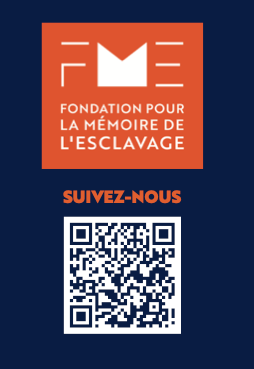 FME
FONDATION POUR
LA MÉMOIRE DE
L'ESCLAVAGE
SUIVEZ-NOUS